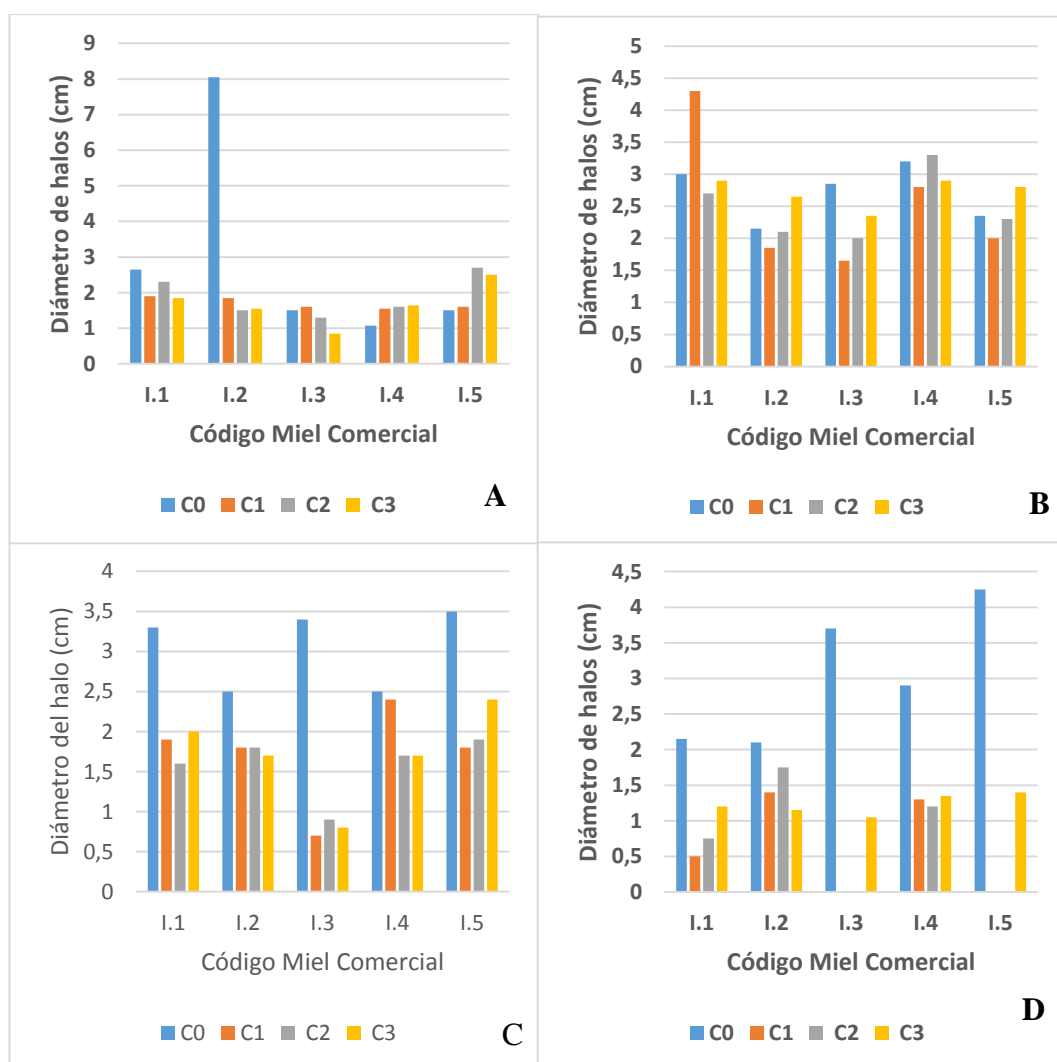 9
8
7
6
5
4
3
2
1
0
Diámetro de halos (cm)
I.1 I.2 I.3 I.4 I.5
Código Miel Comercial
C0 C1 C2 C3
A
5
4,5
4
3,5
3
2,5
2
1,5
1
0,5
0
Diámetro de halos (cm)
I.1 I.2 I.3 I.4 I.5
Código Miel Comercial
C0 C1 C2 C3
B
4
3,5
3
2,5
2
1,5
1
0,5
0
Diámetro del halo (cm)
I.1 I.2 I.3 I.4 I.5
Código Miel Comercial
C0 C1 C2 C3
C
4,5
4
3,5
3
2,5
2
1,5
1
0,5
0
Diámetro de halos (cm)
I.1 I.2 I.3 I.4 I.5
Código Miel Comercial
C0 C1 C2 C3
D